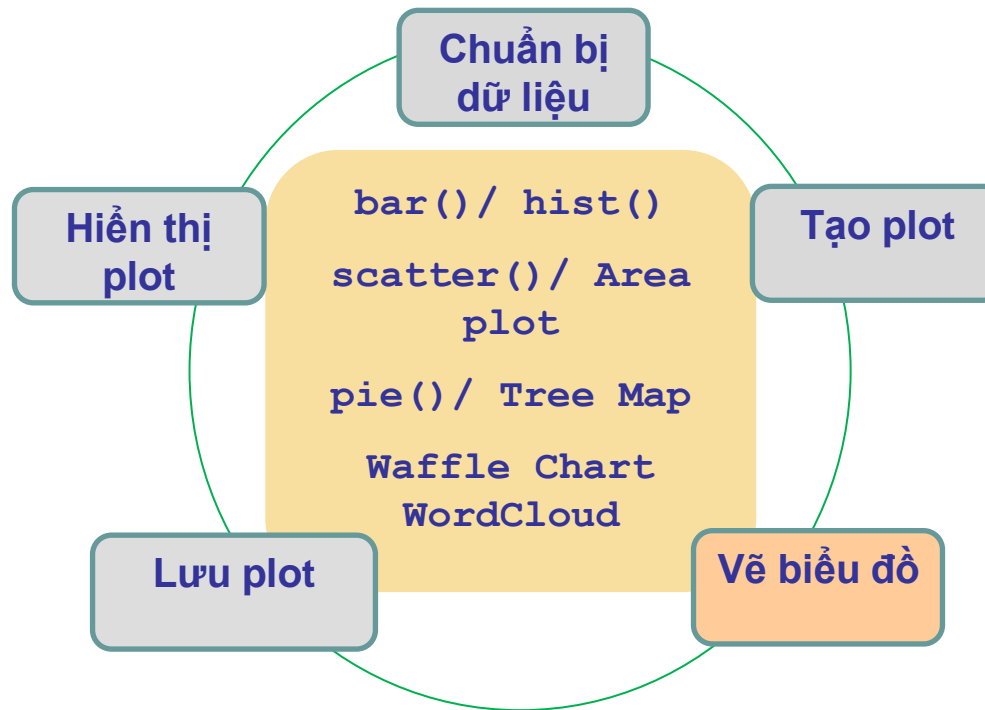 Chuẩn bị
dữ liệu
Hiển thị
plot
Tạo plot
bar()/ hist()
scatter()/ Area
plot
pie()/ Tree Map
Waffle Chart
WordCloud
Lưu plot
Vẽ biểu đồ